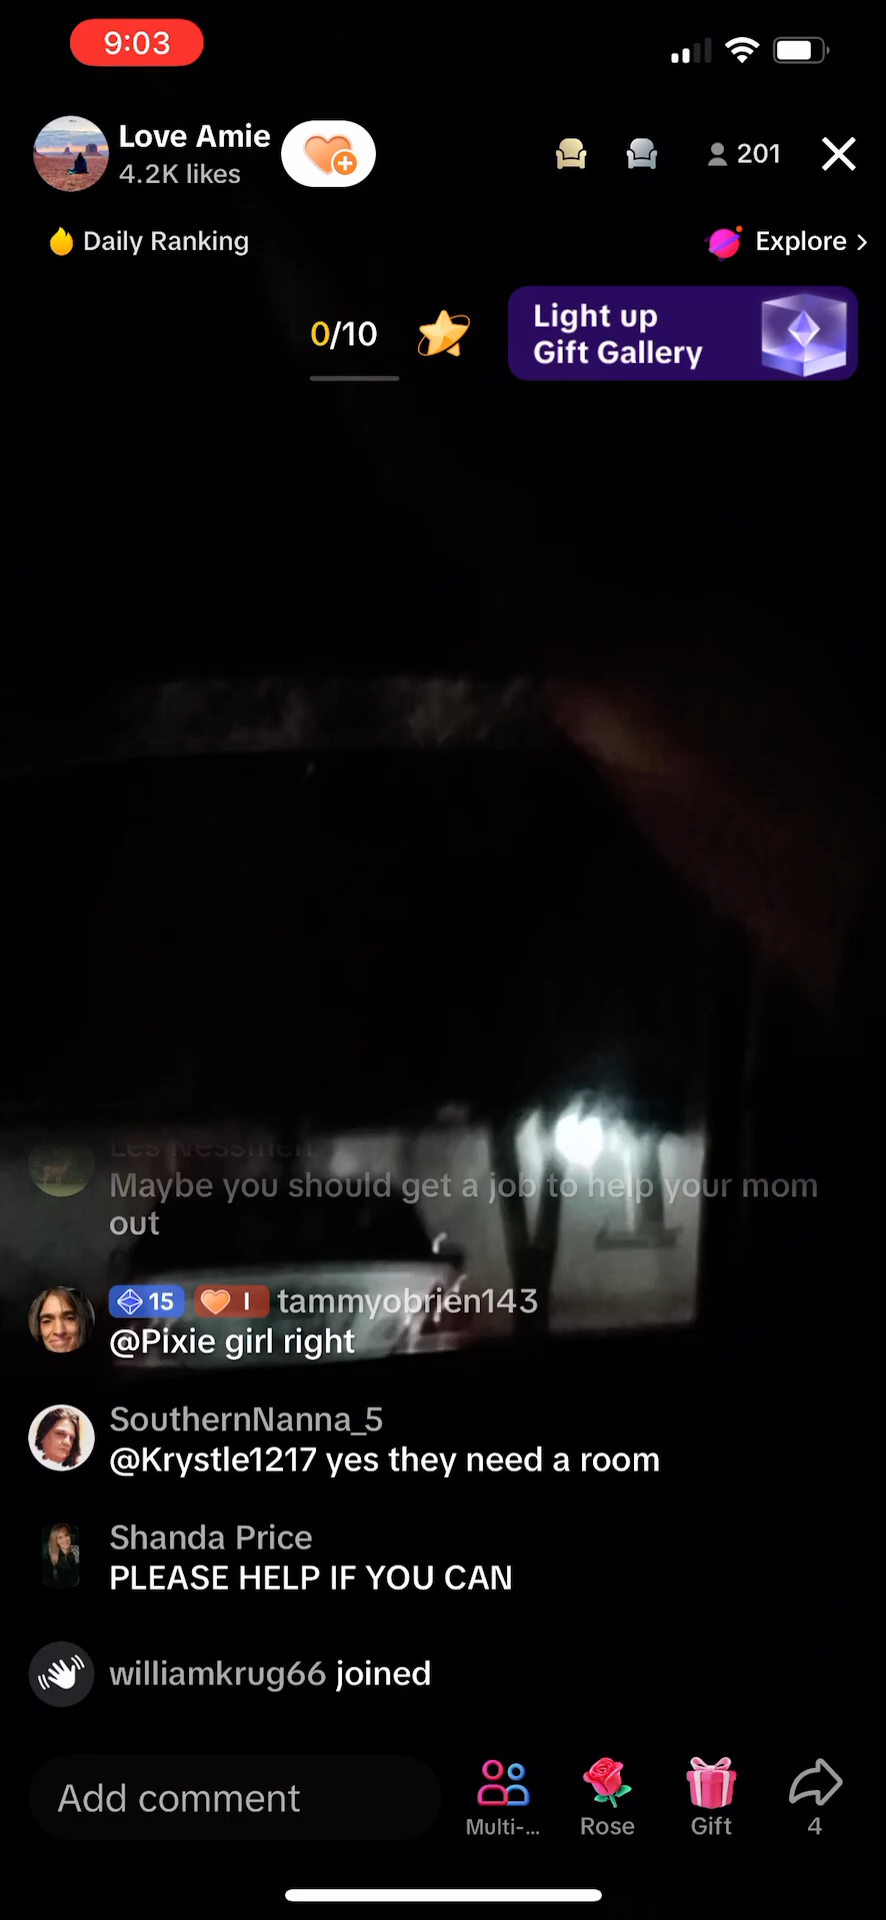 9:03
Love Amie
4.2K likes
201
Daily Ranking
Explore >
0/10
Light up
Gift Gallery
Les Nessmen
Maybe you should get a job to help your mom
out
15 I tammyobrien143
@Pixie girl right
SouthernNanna_5
@Krystle1217 yes they need a room
Shanda Price
PLEASE HELP IF YOU CAN
williamkrug66 joined
Add comment
Multi-...
Rose
Gift
4